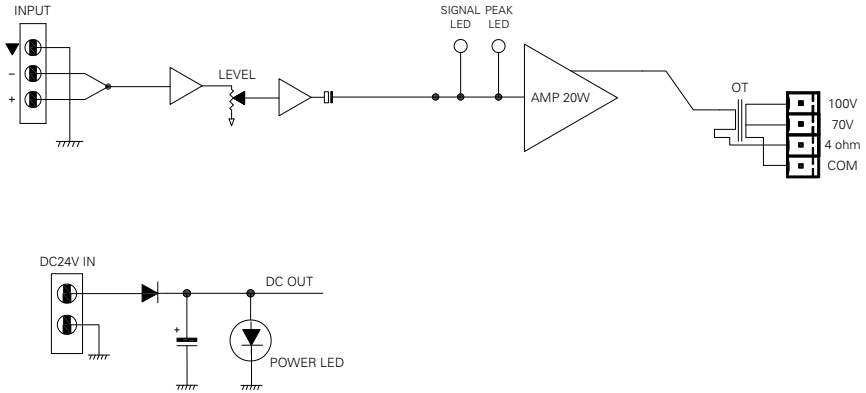 INPUT
SIGNAL LED
PEAK LED
−
+
LEVEL
AMP 20W
OT
100V
70V
4 ohm
COM
DC24V IN
DC OUT
+
POWER LED